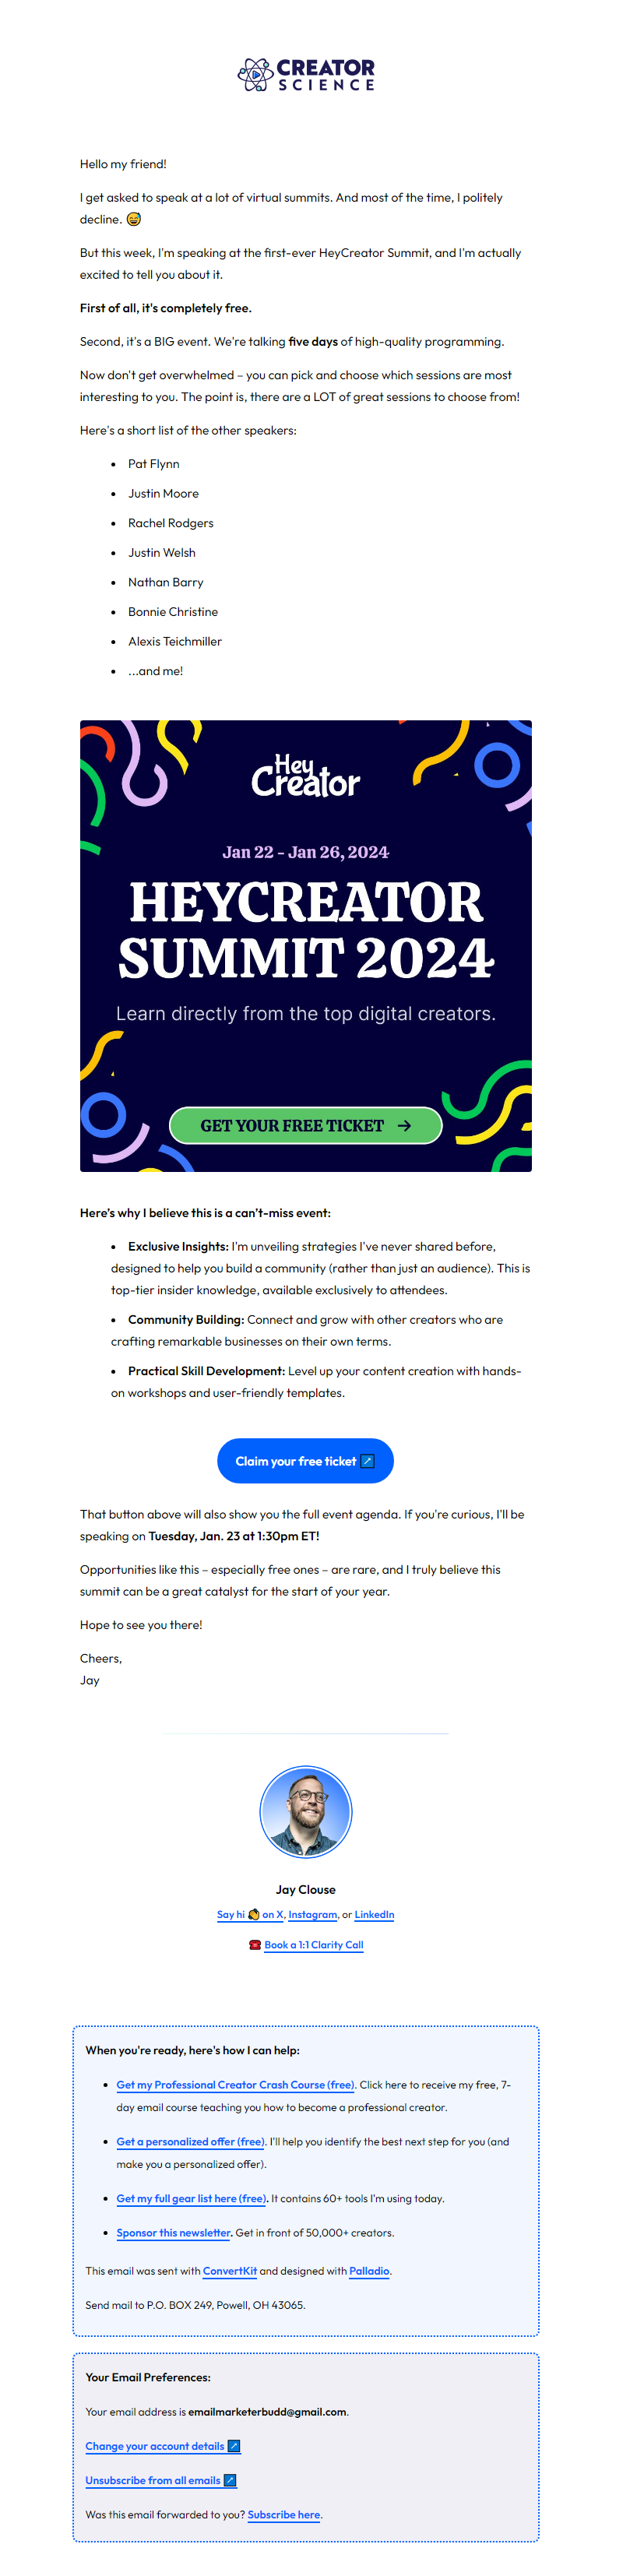 CREATOR
SCIENCE
Hello my friend!
I get asked to speak at a lot of virtual summits. And most of the time, I politely
decline. 😅
But this week, I'm speaking at the first-ever HeyCreator Summit, and I'm actually
excited to tell you about it.
First of all, it's completely free.
Second, it's a BIG event. We're talking five days of high-quality programming.
Now don't get overwhelmed – you can pick and choose which sessions are most
interesting to you. The point is, there are a LOT of great sessions to choose from!
Here's a short list of the other speakers:
• Pat Flynn
• Justin Moore
• Rachel Rodgers
• Justin Welsh
• Nathan Barry
• Bonnie Christine
• Alexis Teichmiller
• ...and me!
Hey
Creator
Jan 22 - Jan 26, 2024
HEYCREATOR
SUMMIT 2024
Learn directly from the top digital creators.
GET YOUR FREE TICKET →
Here's why I believe this is a can't-miss event:
• Exclusive Insights: I'm unveiling strategies I've never shared before,
designed to help you build a community (rather than just an audience). This is
top-tier insider knowledge, available exclusively to attendees.
• Community Building: Connect and grow with other creators who are
crafting remarkable businesses on their own terms.
• Practical Skill Development: Level up your content creation with hands-
on workshops and user-friendly templates.
Claim your free ticket ↗
That button above will also show you the full event agenda. If you're curious, I'll be
speaking on Tuesday, Jan. 23 at 1:30pm ET!
Opportunities like this – especially free ones – are rare, and I truly believe this
summit can be a great catalyst for the start of your year.
Hope to see you there!
Cheers,
Jay
Jay Clouse
Say hi 👋 on X, Instagram, or LinkedIn
☎️ Book a 1:1 Clarity Call
When you're ready, here's how I can help:
• Get my Professional Creator Crash Course (free). Click here to receive my free, 7-
day email course teaching you how to become a professional creator.
• Get a personalized offer (free). I'll help you identify the best next step for you (and
make you a personalized offer).
• Get my full gear list here (free). It contains 60+ tools I'm using today.
• Sponsor this newsletter. Get in front of 50,000+ creators.
This email was sent with ConvertKit and designed with Palladio.
Send mail to P.O. BOX 249, Powell, OH 43065.
Your Email Preferences:
Your email address is emailmarketerbudd@gmail.com.
Change your account details ↗
Unsubscribe from all emails ↗
Was this email forwarded to you? Subscribe here.